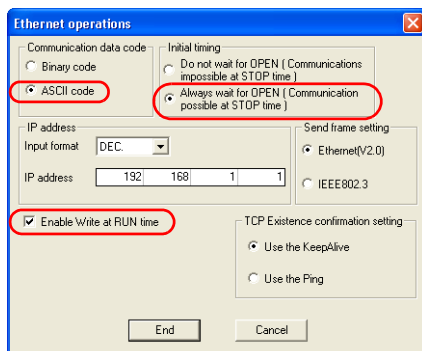 Ethernet operations
Communication data code
Binary code
ASCII code
Initial timing
Do not wait for OPEN ( Communications
impossible at STOP time )
Always wait for OPEN ( Communication
possible at STOP time )
IP address
Input format DEC.
IP address 192 168 1 1
Send frame setting
Ethernet(V2.0)
IEEE802.3
Enable Write at RUN time
TCP Existence confirmation setting
Use the KeepAlive
Use the Ping
End Cancel